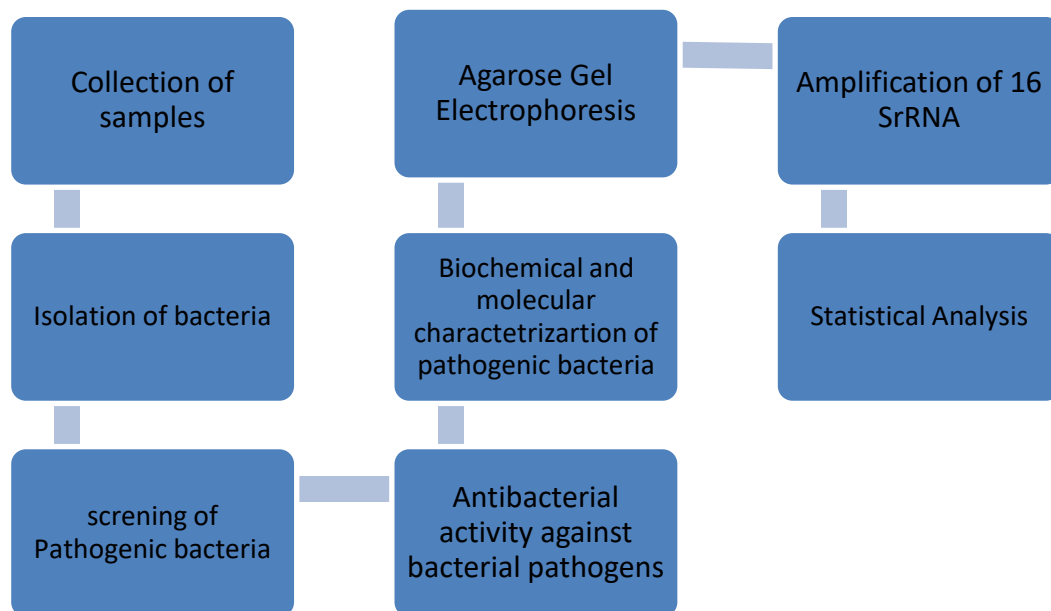 Collection of
samples
Isolation of bacteria
screning of
Pathogenic bacteria
Antibacterial
activity against
bacterial pathogens
Biochemical and
molecular
charactetrizartion of
pathogenic bacteria
Agarose Gel
Electrophoresis
Amplification of 16
SrRNA
Statistical Analysis